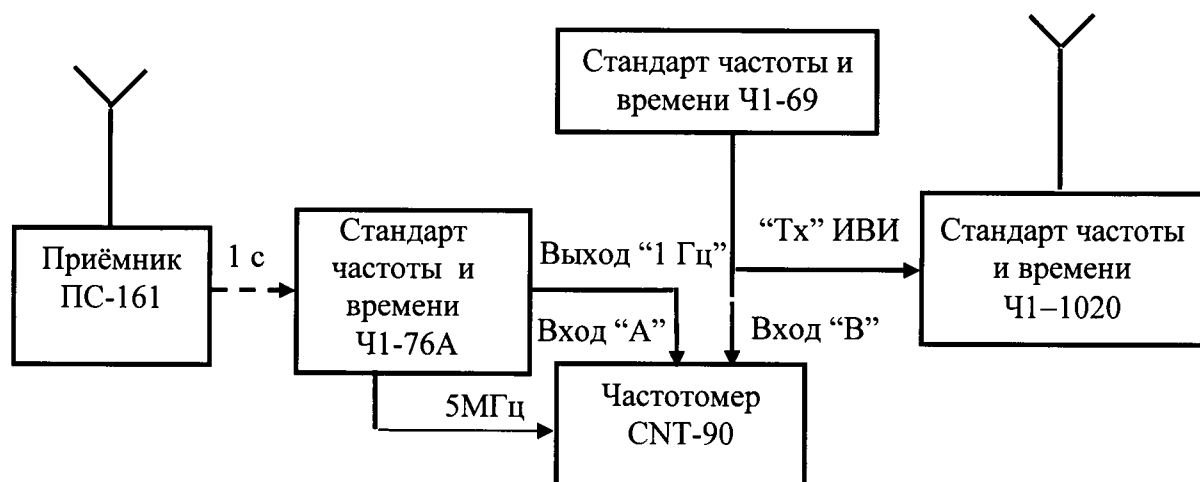 Стандарт частоты и
времени Ч1-69
Приёмник
ПС-161
1 с
Стандарт
частоты и
времени
Ч1-76А
Выход “1 Гц”
Вход “А”
“Тх” ИВИ
Вход “В”
Стандарт частоты
и времени
Ч1–1020
5МГц
Частотомер
CNT-90